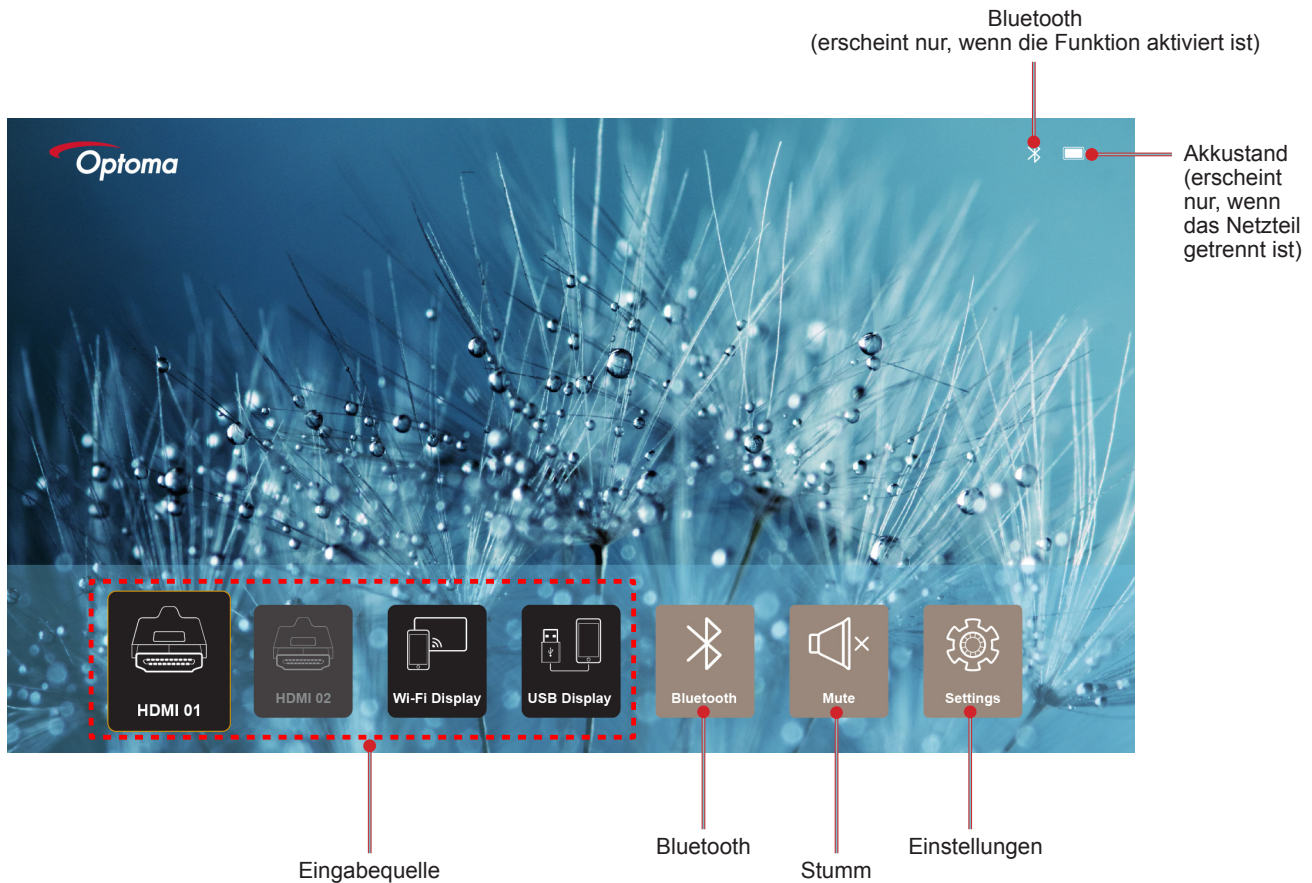 Bluetooth
(erscheint nur, wenn die Funktion aktiviert ist)
Optoma
Akkustand
(erscheint
nur, wenn
das Netzteil
getrennt ist)
HDMI 01
HDMI 02
Wi-Fi Display
USB Display
Bluetooth
Mute
Settings
Eingabequelle
Bluetooth
Stumm
Einstellungen